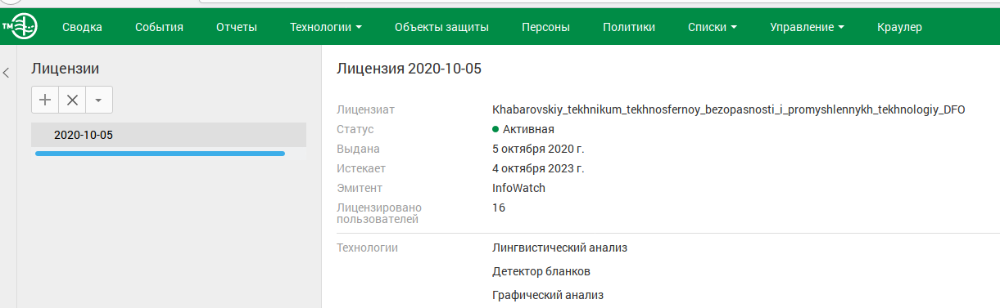 ТМ
Сводка События Отчеты Технологии Объекты защиты Персоны Политики Списки Управление Краулер
Лицензии
2020-10-05
Лицензия 2020-10-05
Лицензиат Khabarovskiy_tekhnikum_tekhnosfernoy_bezopasnosti_i_promyshlennykh_tekhnologiy_DFO
Статус Активная
Выдана 5 октября 2020 г.
Истекает 4 октября 2023 г.
Эмитент InfoWatch
Лицензировано 16
пользователей
Технологии Лингвистический анализ
Детектор бланков
Графический анализ